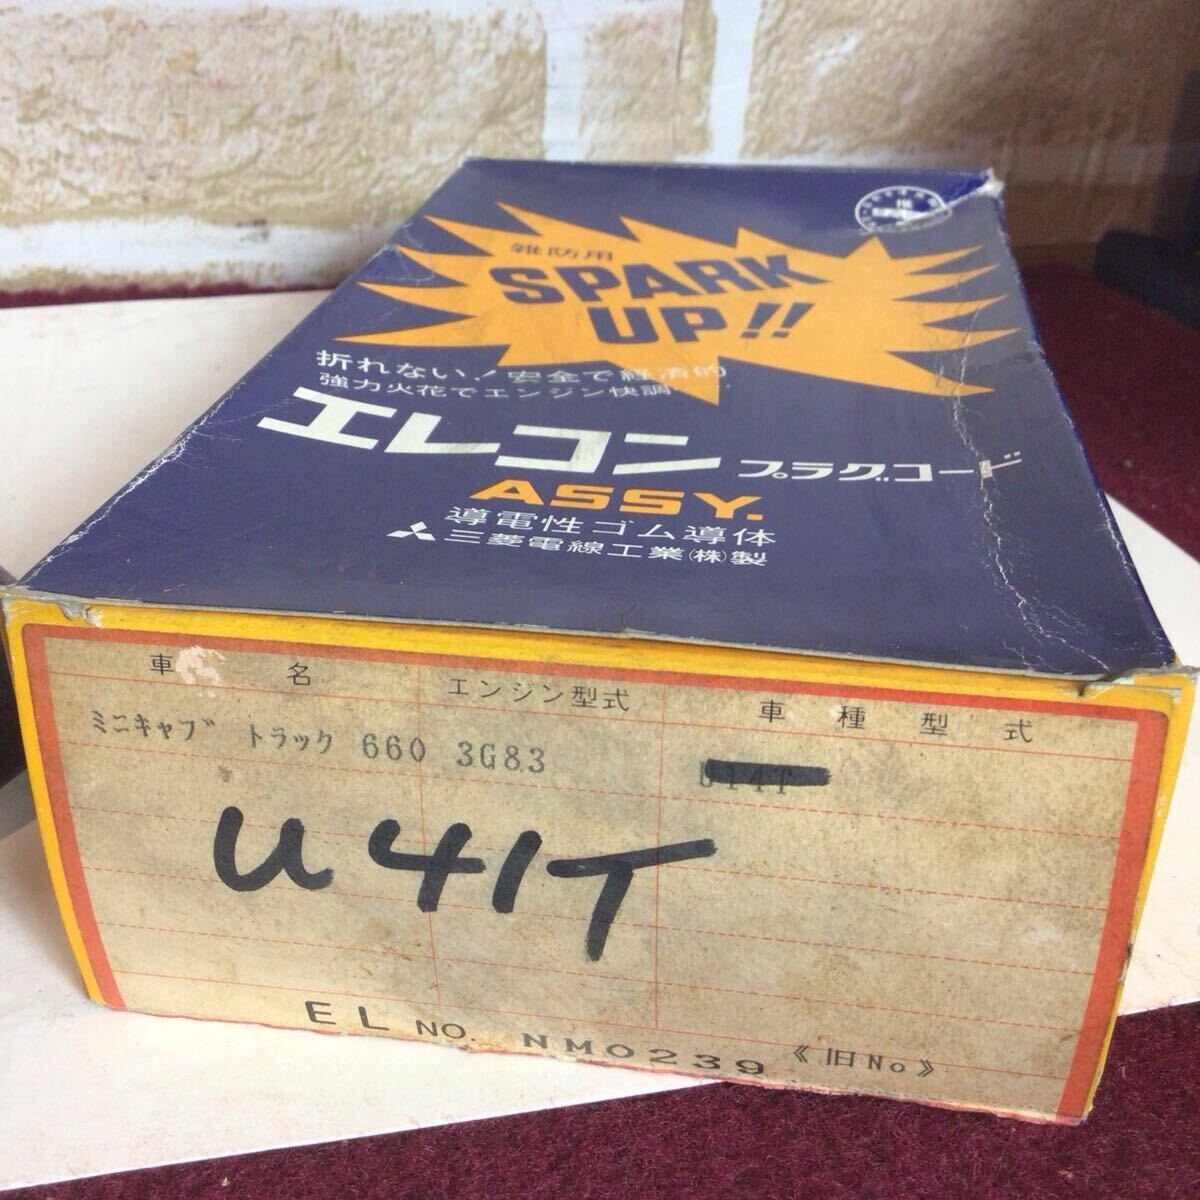 雑防用
SPARK
UP!!
折れない!安全で経済的
強力火花でエンジン快調
エレコン プラグコード
ASSY.
導電性ゴム導体
三菱電線工業(株)製
車 名 エンジン型式 車種型式
ミニキャブ トラック 660 3G83
U41T
EL NO. NM0239 《旧No》